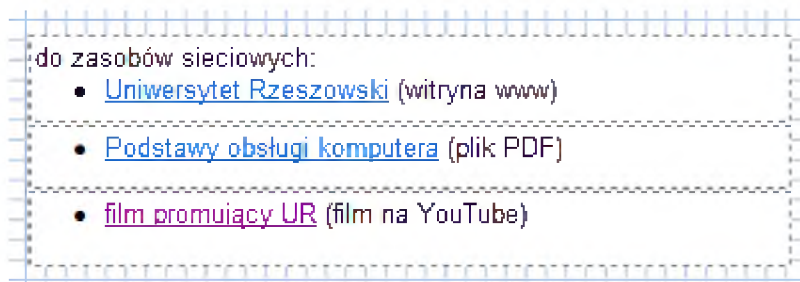 do zasobów sieciowych:
• Uniwersytet Rzeszowski (witryna www)
• Podstawy obsługi komputera (plik PDF)
• film promujący UR (film na YouTube)